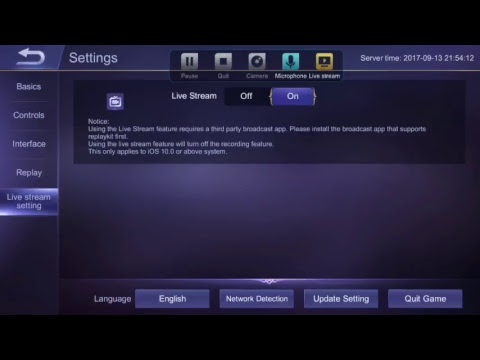 Settings
Pause
Quit
Camera
Microphone
Live stream
Server time: 2017-09-13 21:54:12
Basics
Controls
Interface
Replay
Live stream
setting
Live Stream
Off
On
Notice:
Using the Live Stream feature requires a third party broadcast app. Please install the broadcast app that supports
replaykit first.
Using the live stream feature will turn off the recording feature.
This only applies to iOS 10.0 or above system.
Language
English
Network Detection
Update Setting
Quit Game